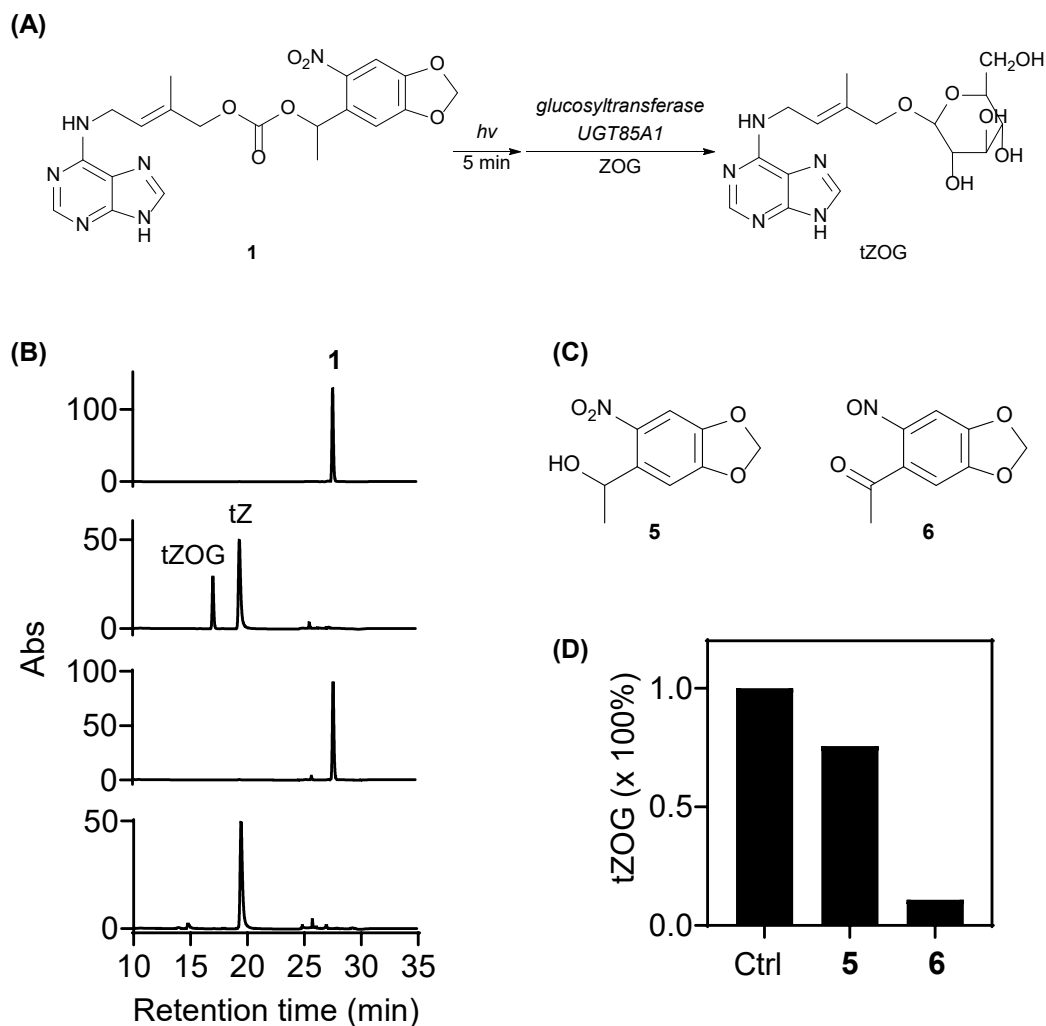 (A)
O₂N
O
O
HN
O
O
O
N
N
N
N
H
1
hv
5 min
glucosyltransferase
UGT85A1
ZOG
CH₂OH
HN
O
O
OH
OH
OH
N
N
N
N
H
tZOG
(B)
1
100
0
tZ
tZOG
50
0
100
50
0
50
0
Abs
10 15 20 25 30 35
Retention time (min)
(C)
O₂N
O
O
HO
5
ON
O
O
O
6
(D)
tZOG (x 100%)
1.0
0.5
0.0
Ctrl 5 6